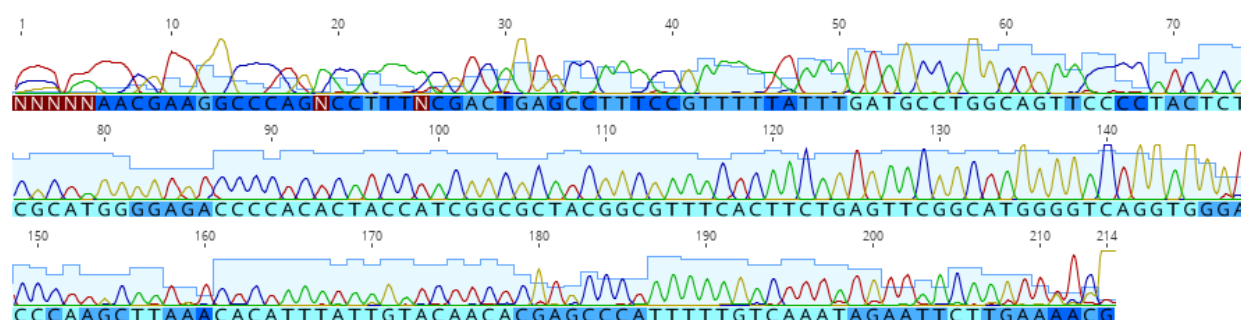 1 10 20 30 40 50 60 70
NNNNNAACGAAGGCCCAGNCCTTTNCGACTGAGCCTTTCCGTTTTTATTTGATGCCTGGCAGTTCCCCTACTCT
80 90 100 110 120 130 140
CGCATGGGGAGACCCCACACTACCATCGGCGCTACGGCGTTTCACTTCTGAGTTCGGCATGGGGTCAGGTGGGA
150 160 170 180 190 200 210 214
CCCAAGCTTAAACACATTTATTGTACAACACGAGCCCATTTTTGTCAAATAGAATTCTTGAAAACG